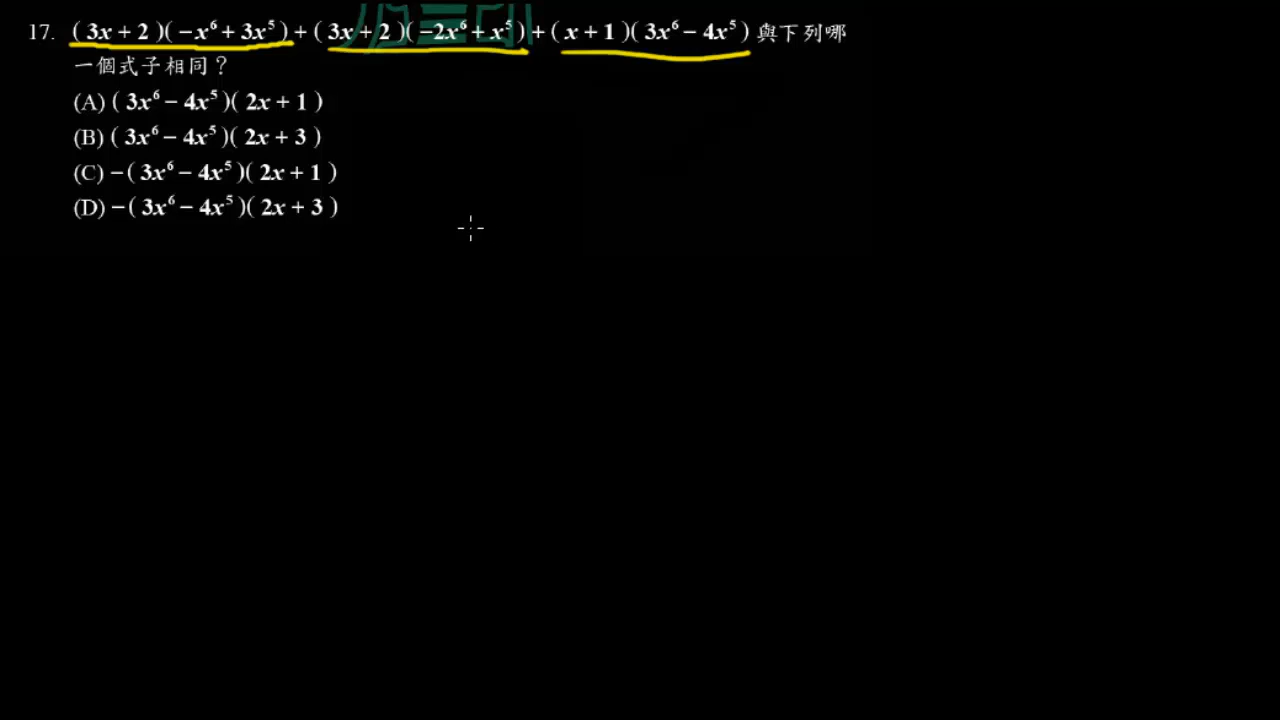 17. ( 3x + 2 )( −x⁶ + 3x⁵ ) + ( 3x + 2 )( −2x⁶ + x⁵ ) + ( x + 1 )( 3x⁶ − 4x⁵ ) 與下列哪
一個式子相同？
(A) ( 3x⁶ − 4x⁵ )( 2x + 1 )
(B) ( 3x⁶ − 4x⁵ )( 2x + 3 )
(C) −( 3x⁶ − 4x⁵ )( 2x + 1 )
(D) −( 3x⁶ − 4x⁵ )( 2x + 3 )